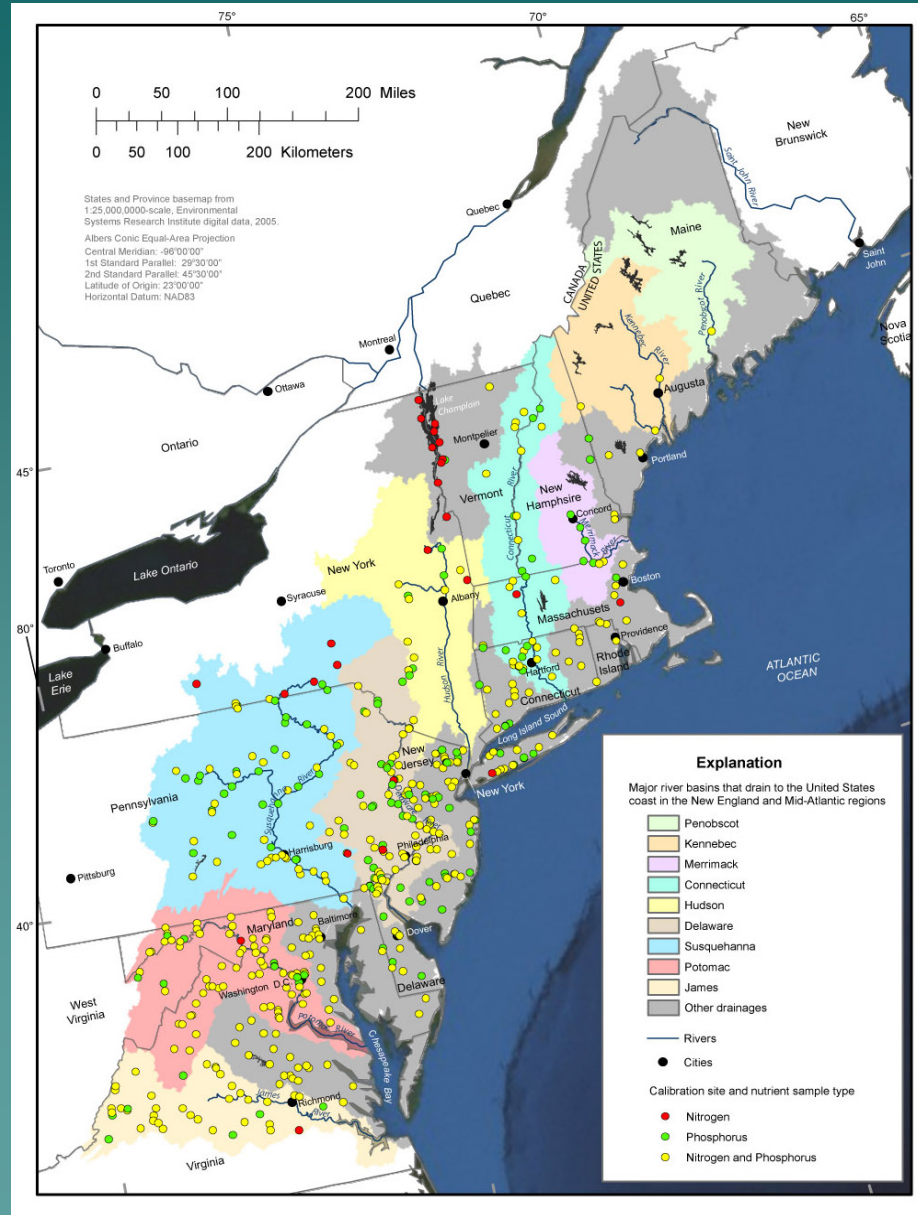 75°
70°
65°
0 50 100 200 Miles
0 50 100 200 Kilometers
States and Province basemap from
1:25,000,0000-scale, Environmental
Systems Research Institute digital data, 2005.
Albers Conic Equal-Area Projection
Central Meridian: -96°00'00"
1st Standard Parallel: 29°30'00"
2nd Standard Parallel: 45°30'00"
Latitude of Origin: 23°00'00"
Horizontal Datum: NAD83
New
Brunswick
Saint John River
Quebec
Maine
Saint
John
CANADA
UNITED STATES
Quebec
Penobscot River
Nova
Scotia
Kennebec
River
Montreal
Ottawa
Augusta
Lake
Champlain
Ontario
Montpelier
Portland
45°
Vermont
River
Connecticut
New
Hamphsire
Concord
Merrimack
River
Toronto
Lake Ontario
New York
Syracuse
Albany
Boston
Massachusets
80°
Buffalo
Providence
Rhode
Island
Hudson
River
Hartford
Lake
Erie
ATLANTIC
OCEAN
Connecticut
Long Island Sound
New
Jersey
New York
Pennsylvania
Susquehanna
River
Delaware
River
Harrisburg
Philadelphia
Pittsburg
40°
Maryland
Baltimore
Dover
Washington D.C.
Delaware
West
Virginia
Potomac
River
Chesapeake Bay
James
River
Richmond
Virginia
Explanation
Major river basins that drain to the United States
coast in the New England and Mid-Atlantic regions
Penobscot
Kennebec
Merrimack
Connecticut
Hudson
Delaware
Susquehanna
Potomac
James
Other drainages
Rivers
Cities
Calibration site and nutrient sample type
Nitrogen
Phosphorus
Nitrogen and Phosphorus